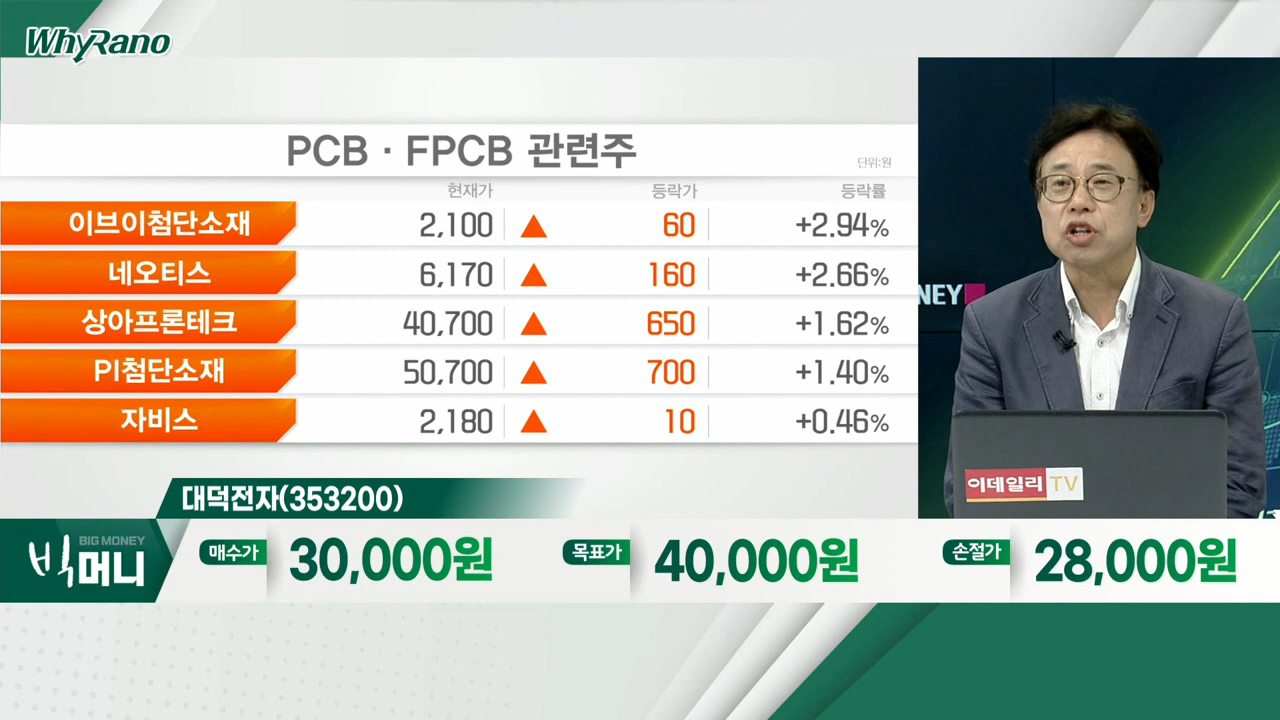 WhyRano
PCB · FPCB 관련주
단위:원
현재가 등락가 등락률
이브이첨단소재 2,100 ▲ 60 +2.94%
네오티스 6,170 ▲ 160 +2.66%
상아프론테크 40,700 ▲ 650 +1.62%
PI첨단소재 50,700 ▲ 700 +1.40%
자비스 2,180 ▲ 10 +0.46%
NEY
이데일리 TV
대덕전자(353200)
BIG MONEY
빅머니
매수가 30,000원 목표가 40,000원 손절가 28,000원